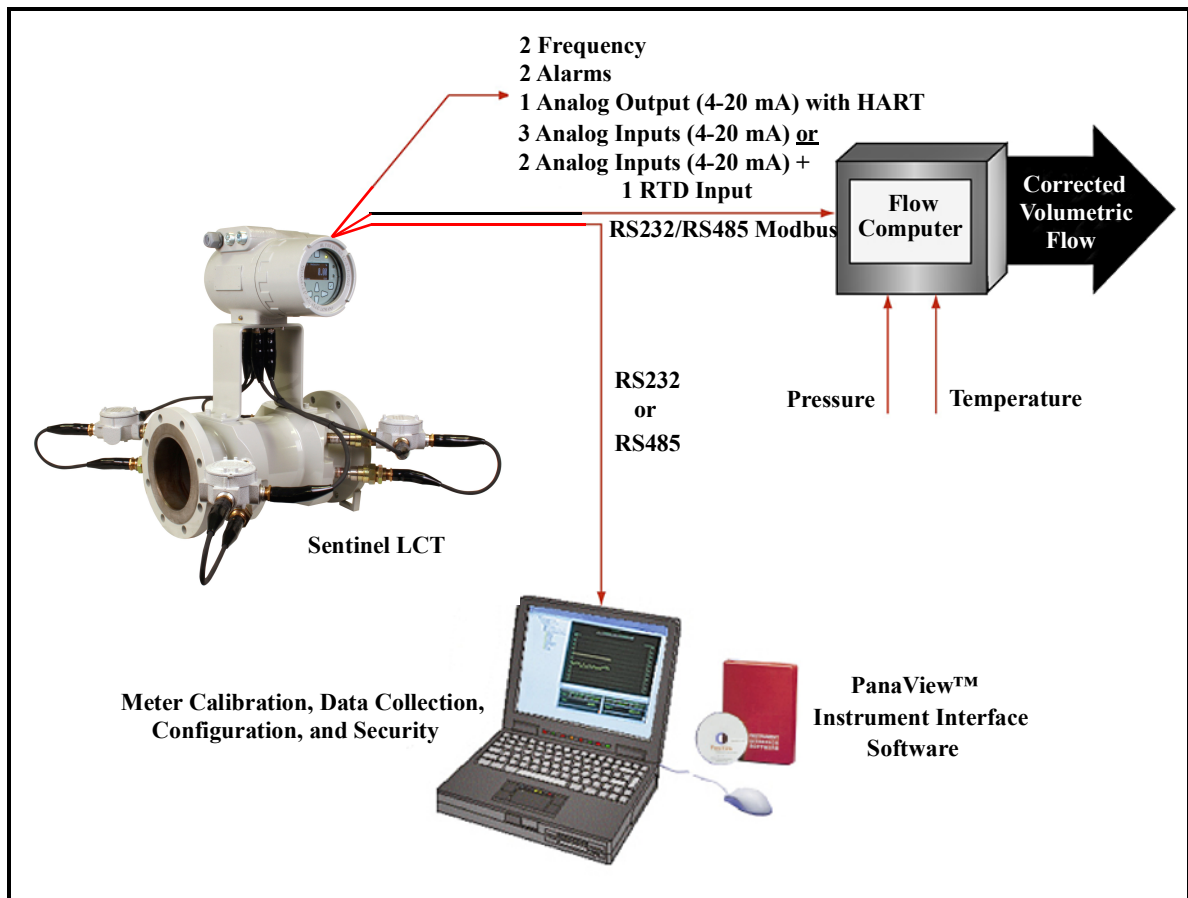 2 Frequency
2 Alarms
1 Analog Output (4-20 mA) with HART
3 Analog Inputs (4-20 mA) or
2 Analog Inputs (4-20 mA) +
1 RTD Input
RS232/RS485 Modbus
Flow
Computer
Corrected
Volumetric
Flow
Pressure
Temperature
RS232
or
RS485
Sentinel LCT
Meter Calibration, Data Collection,
Configuration, and Security
PanaView™
Instrument Interface
Software